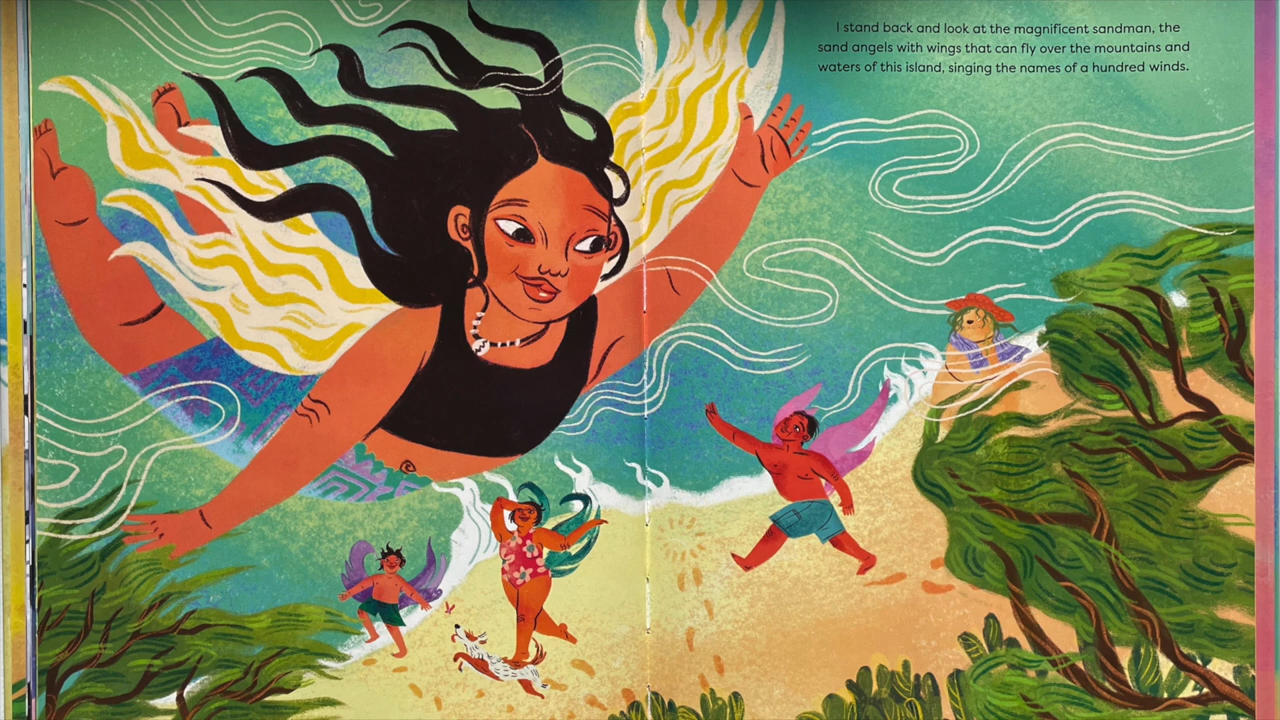 I stand back and look at the magnificent sandman, the
sand angels with wings that can fly over the mountains and
waters of this island, singing the names of a hundred winds.